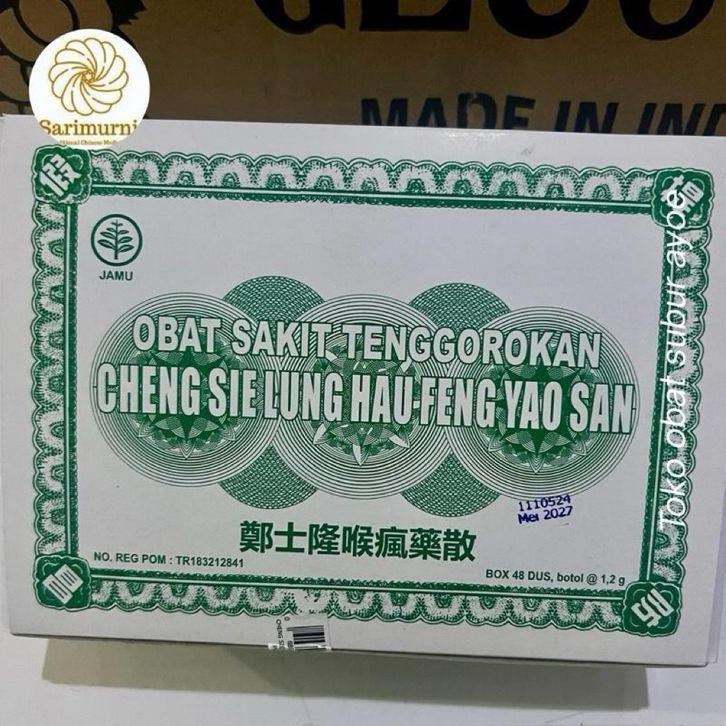 GLUCO
MADE IN IND
Sarimurni
假
JAMU
OBAT SAKIT TENGGOROKAN
CHENG SIE LUNG HAU FENG YAO SAN
1110524
Mei 2027
鄭士隆喉瘋藥散
NO. REG POM : TR183212841
BOX 48 DUS, botol @ 1,2 g
Toko obat subur ayoe